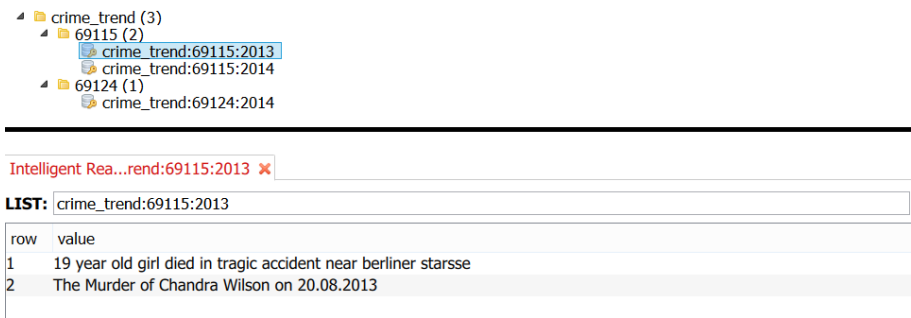 crime_trend (3)
69115 (2)
crime_trend:69115:2013
crime_trend:69115:2014
69124 (1)
crime_trend:69124:2014
Intelligent Rea...rend:69115:2013
LIST: crime_trend:69115:2013
row value
1 19 year old girl died in tragic accident near berliner starsse
2 The Murder of Chandra Wilson on 20.08.2013